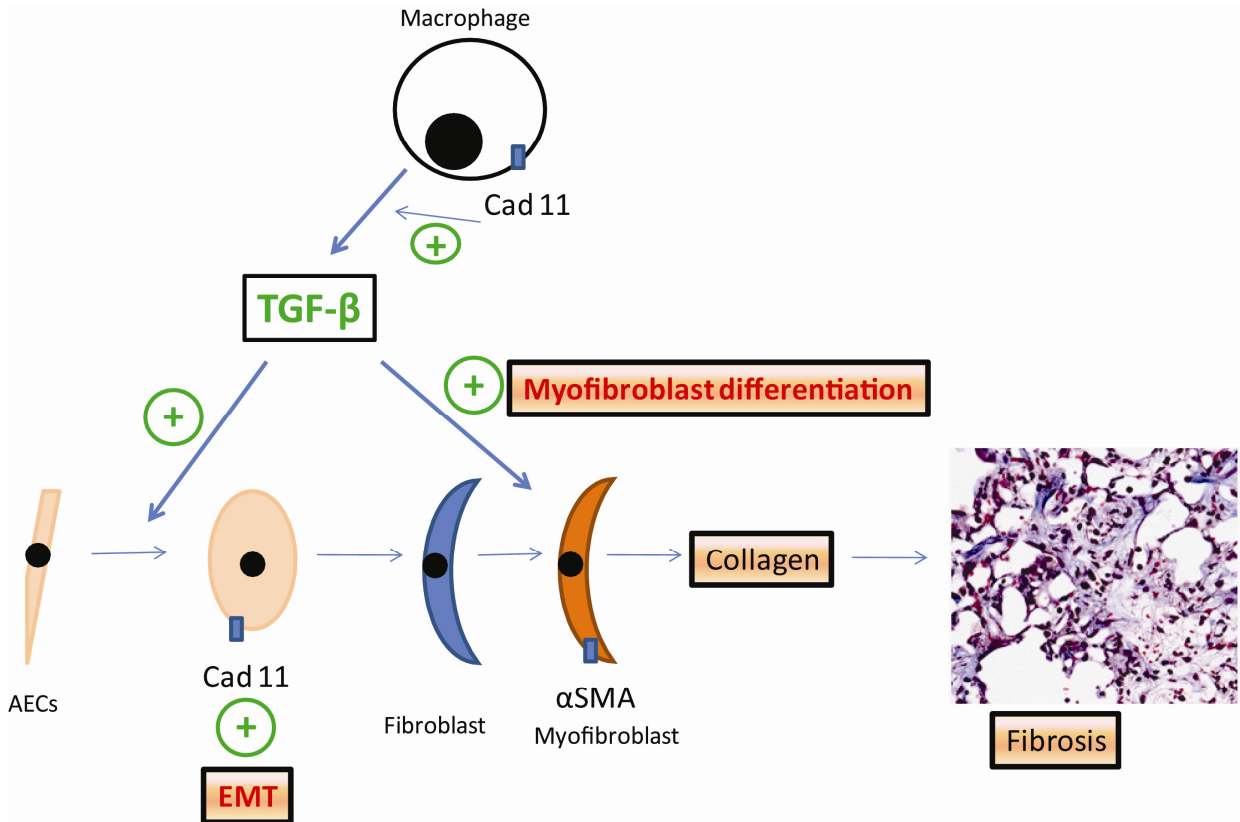 Macrophage
Cad 11
+
TGF-β
+
+
Myofibroblast differentiation
Collagen
AECs
Cad 11
+
EMT
Fibroblast
αSMA
Myofibroblast
Fibrosis